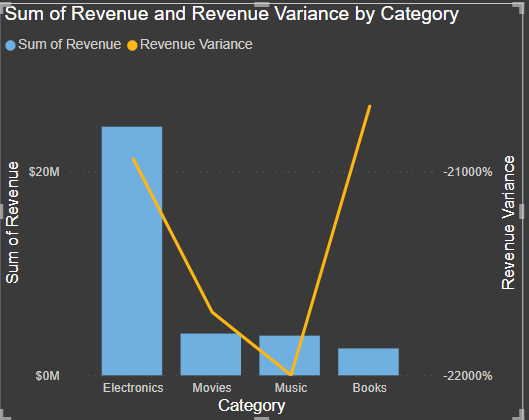 Sum of Revenue and Revenue Variance by Category
Sum of Revenue Revenue Variance
Sum of Revenue
$20M
$0M
-21000%
-22000%
Revenue Variance
Electronics Movies Music Books
Category